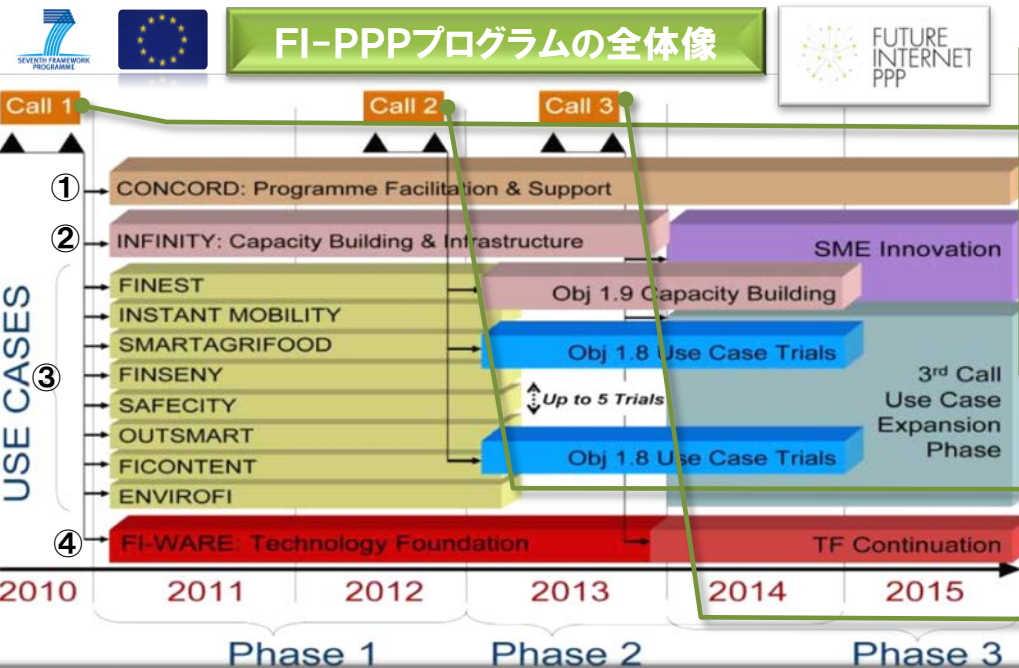 SEVENTH FRAMEWORK
PROGRAMME
FI-PPPプログラムの全体像
FUTURE
INTERNET
PPP
Call 1
Call 2
Call 3
① CONCORD: Programme Facilitation & Support
② INFINITY: Capacity Building & Infrastructure
SME Innovation
USE CASES
③
FINEST
INSTANT MOBILITY
SMARTAGRIFOOD
FINSENY
SAFECITY
OUTSMART
FICONTENT
ENVIROFI
Obj 1.9 Capacity Building
Obj 1.8 Use Case Trials
Up to 5 Trials
Obj 1.8 Use Case Trials
3rd Call
Use Case
Expansion
Phase
④ FI-WARE: Technology Foundation
TF Continuation
2010 2011 2012 2013 2014 2015
Phase 1 Phase 2 Phase 3